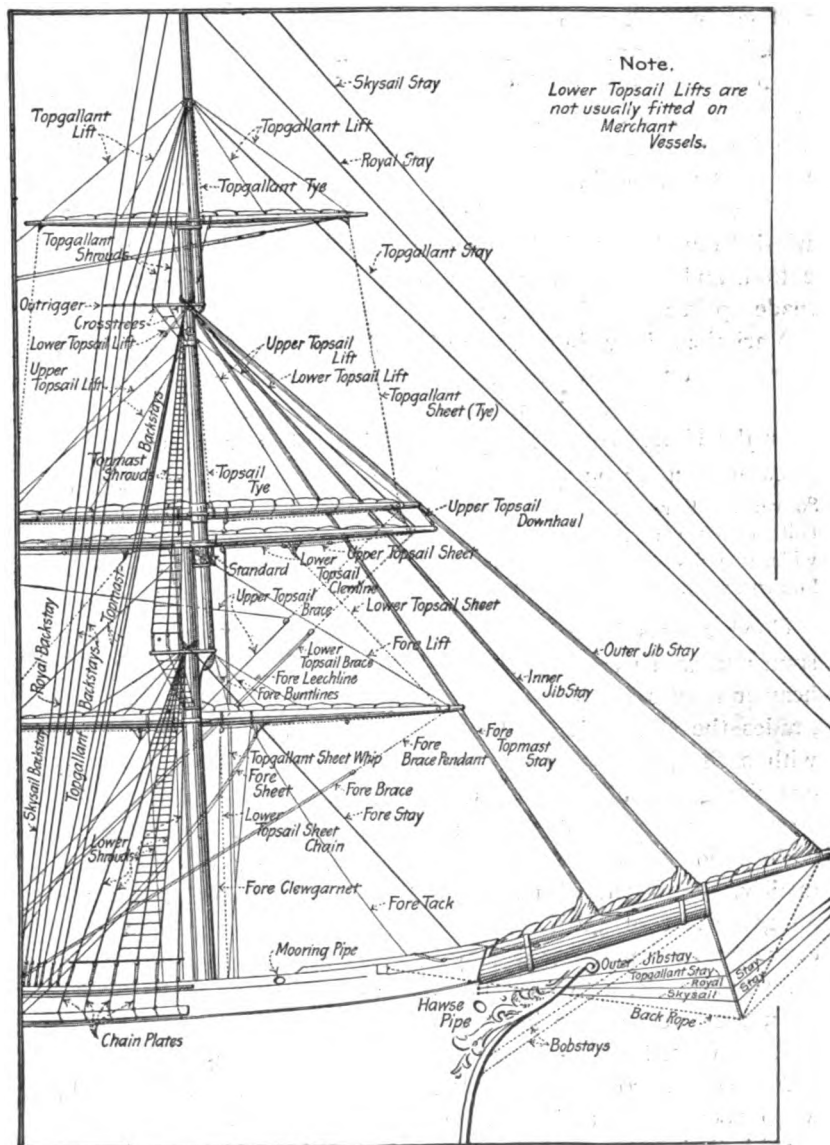 Note.
Lower Topsail Lifts are
not usually fitted on
Merchant
Vessels.
Skysail Stay
Topgallant
Lift
Topgallant Lift
Royal Stay
Topgallant Tye
Topgallant
Shrouds
Topgallant Stay
Outrigger
Crosstrees
Lower Topsail Lift
Upper Topsail
Lift
Lower Topsail Lift
Upper
Topsail Lift
Backstays
Topgallant
Sheet (Tye)
Topmast
Shrouds
Topsail
Tye
Upper Topsail
Downhaul
Upper Topsail Sheet
Lower
Topsail
Clewline
Standard
Upper Topsail
Brace
Lower Topsail Sheet
Topmast
Royal Backstay
Backstays
Topgallant
Skysail Backstay
Fore Lift
Lower
Topsail Brace
Outer Jib Stay
Fore Leechline
Fore Buntlines
Inner
Jib Stay
Topgallant Sheet Whip
Fore
Brace Pendant
Fore
Topmast
Stay
Fore
Sheet
Fore Brace
Lower
Topsail Sheet
Chain
Fore Stay
Lower
Shrouds
Fore Clewgarnet
Fore Tack
Mooring Pipe
Outer Jibstay
Topgallant Stay
Royal Stay
Skysail Stay
Hawse
Pipe
Back Rope
Chain Plates
Bobstays